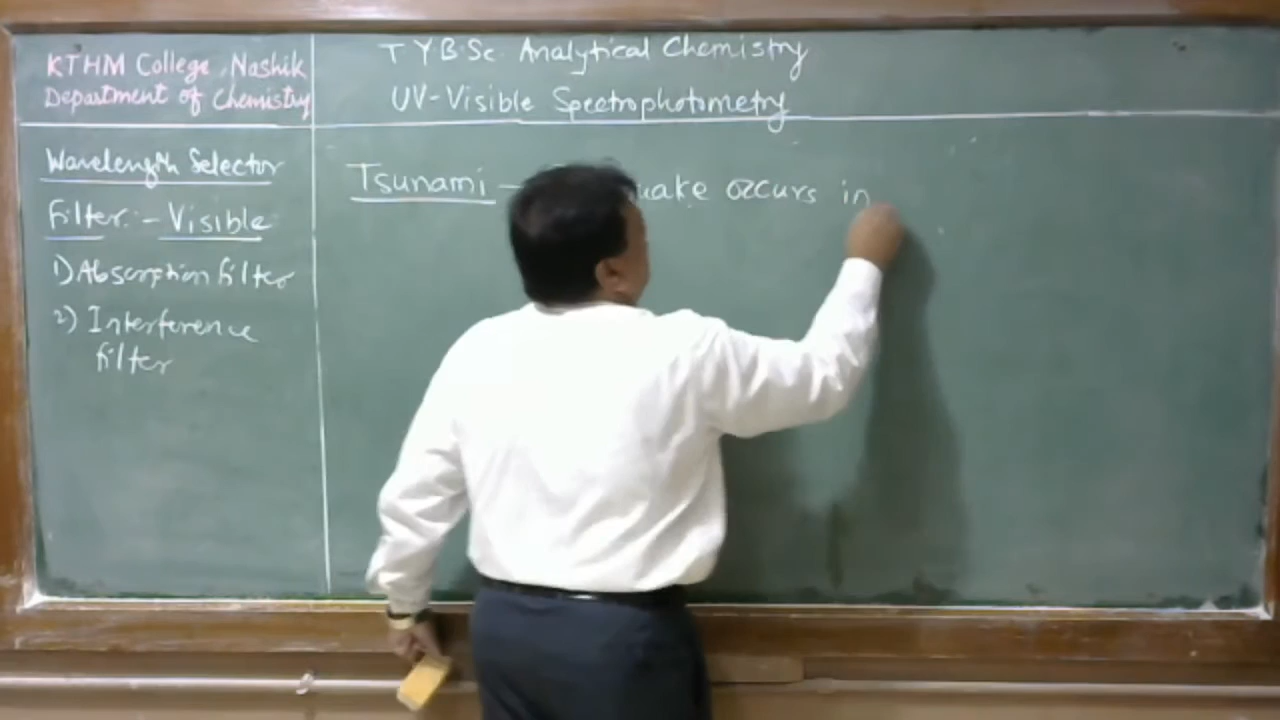 KTHM College, Nashik
Department of Chemistry
T Y B.Sc. Analytical Chemistry
UV-Visible Spectrophotometry
Wavelength Selector
Filter:- Visible
1) Absorption filter
2) Interference
filter
Tsunami - uake occurs in